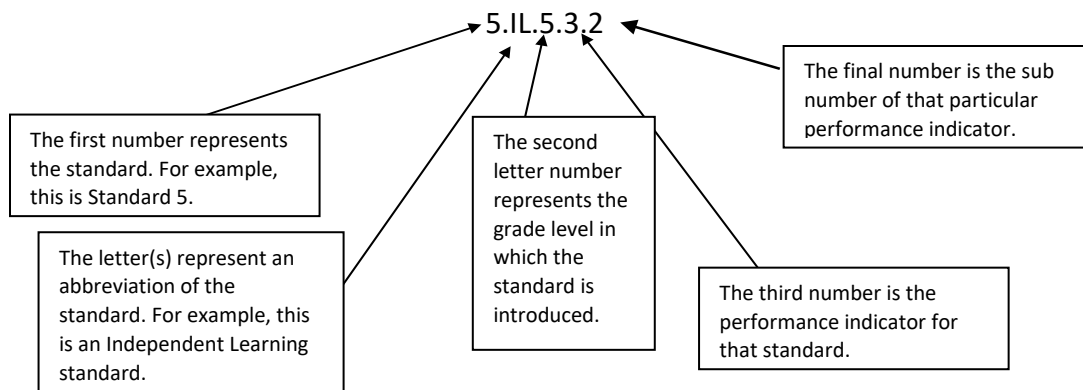 5.IL.5.3.2
The final number is the sub
number of that particular
performance indicator.
The first number represents
the standard. For example,
this is Standard 5.
The second
letter number
represents the
grade level in
which the
standard is
introduced.
The letter(s) represent an
abbreviation of the
standard. For example, this
is an Independent Learning
standard.
The third number is the
performance indicator for
that standard.